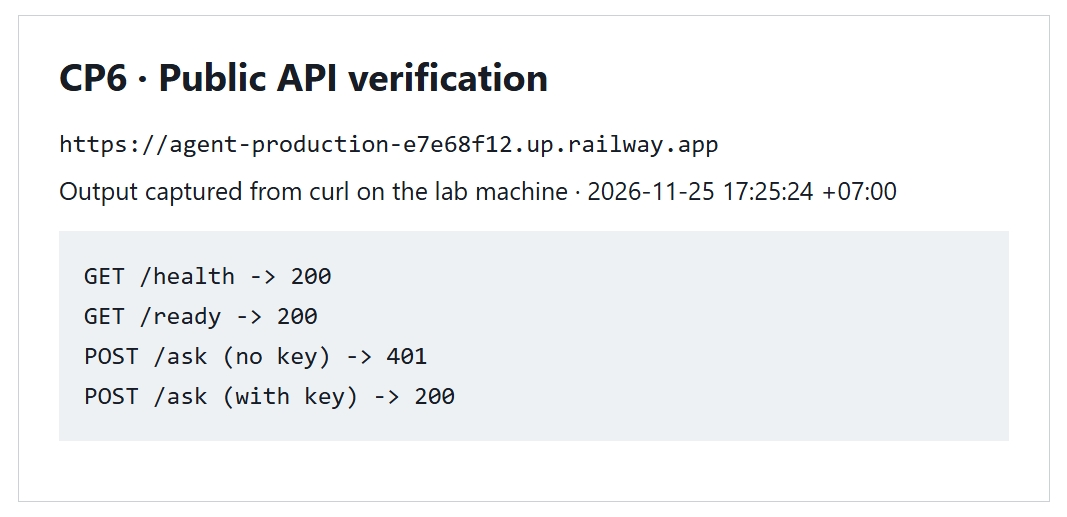 CP6 · Public API verification
https://agent-production-e7e68f12.up.railway.app
Output captured from curl on the lab machine · 2026-11-25 17:25:24 +07:00
GET /health -> 200
GET /ready -> 200
POST /ask (no key) -> 401
POST /ask (with key) -> 200